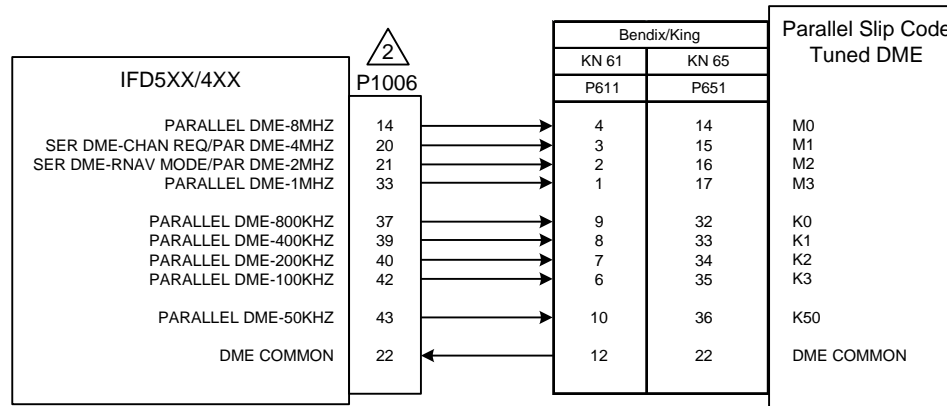 IFD5XX/4XX 2 P1006 Bendix/King Parallel Slip Code
KN 61 KN 65 Tuned DME
P611 P651
PARALLEL DME-8MHZ 14 4 14 M0
SER DME-CHAN REQ/PAR DME-4MHZ 20 3 15 M1
SER DME-RNAV MODE/PAR DME-2MHZ 21 2 16 M2
PARALLEL DME-1MHZ 33 1 17 M3
PARALLEL DME-800KHZ 37 9 32 K0
PARALLEL DME-400KHZ 39 8 33 K1
PARALLEL DME-200KHZ 40 7 34 K2
PARALLEL DME-100KHZ 42 6 35 K3
PARALLEL DME-50KHZ 43 10 36 K50
DME COMMON 22 12 22 DME COMMON